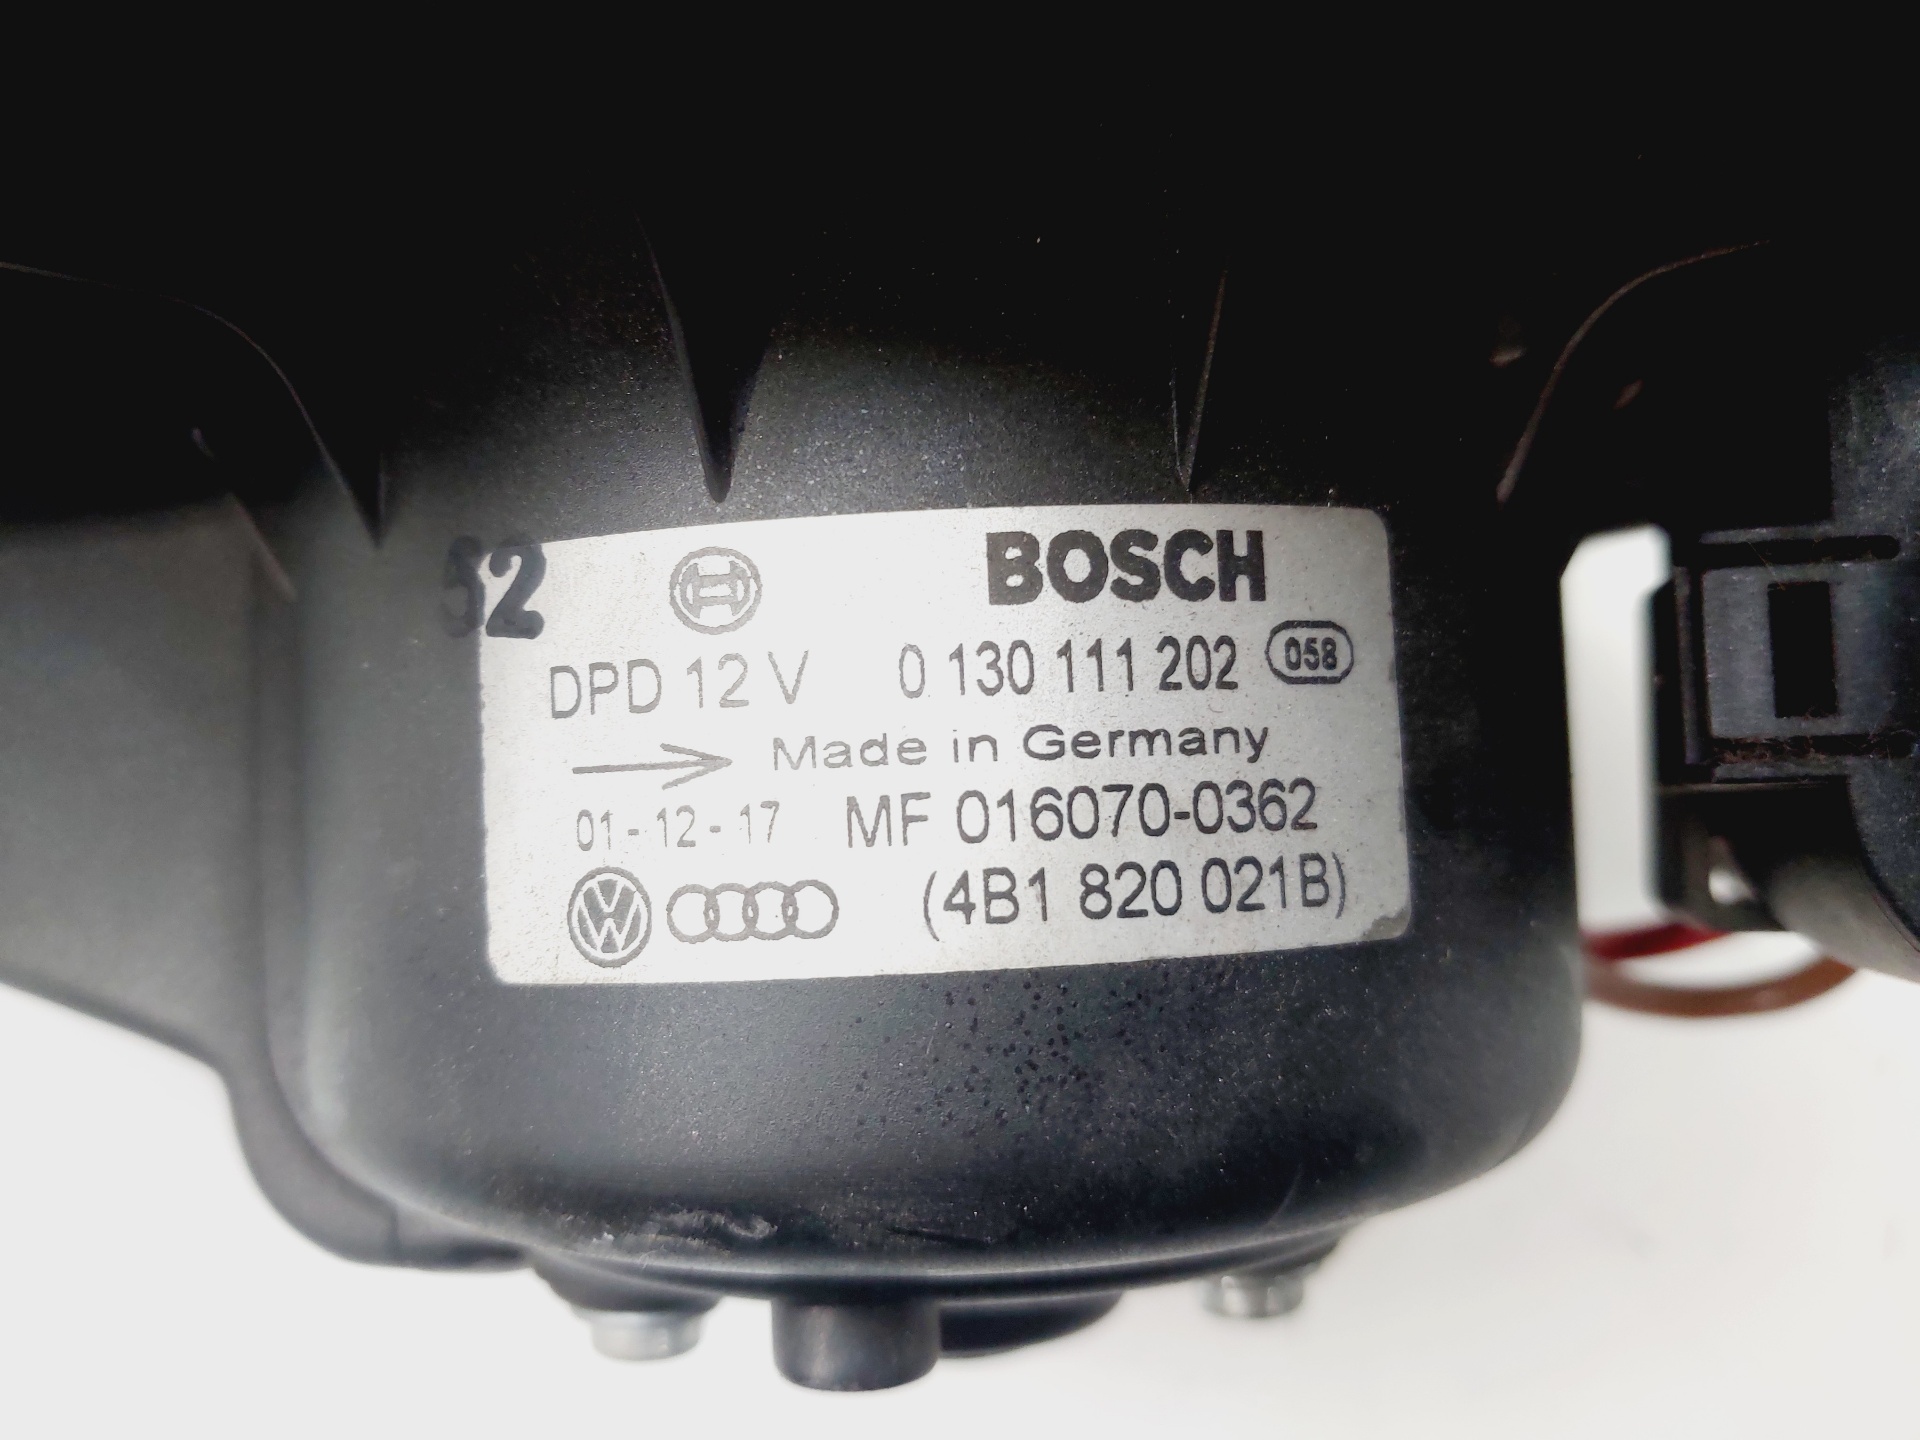 52
BOSCH
DPD 12 V 0 130 111 202 058
Made in Germany
01-12-17 MF 016070-0362
VW (4B1 820 021B)